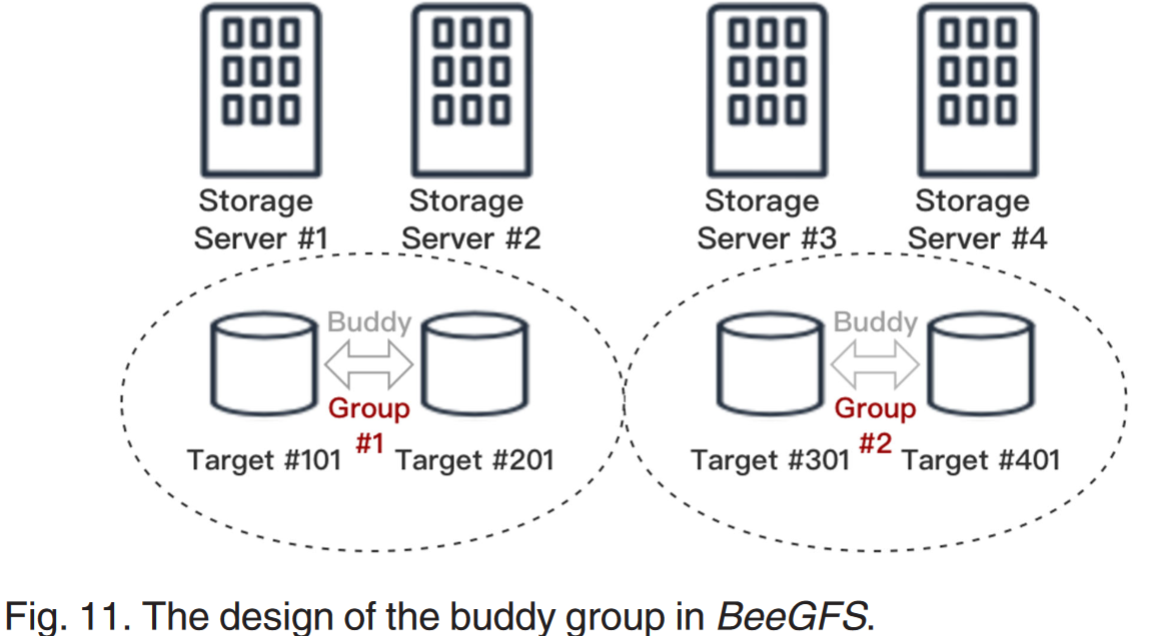 Storage Server #1
Storage Server #2
Storage Server #3
Storage Server #4
Buddy
Group #1
Target #101
Target #201
Buddy
Group #2
Target #301
Target #401
Fig. 11. The design of the buddy group in BeeGFS.